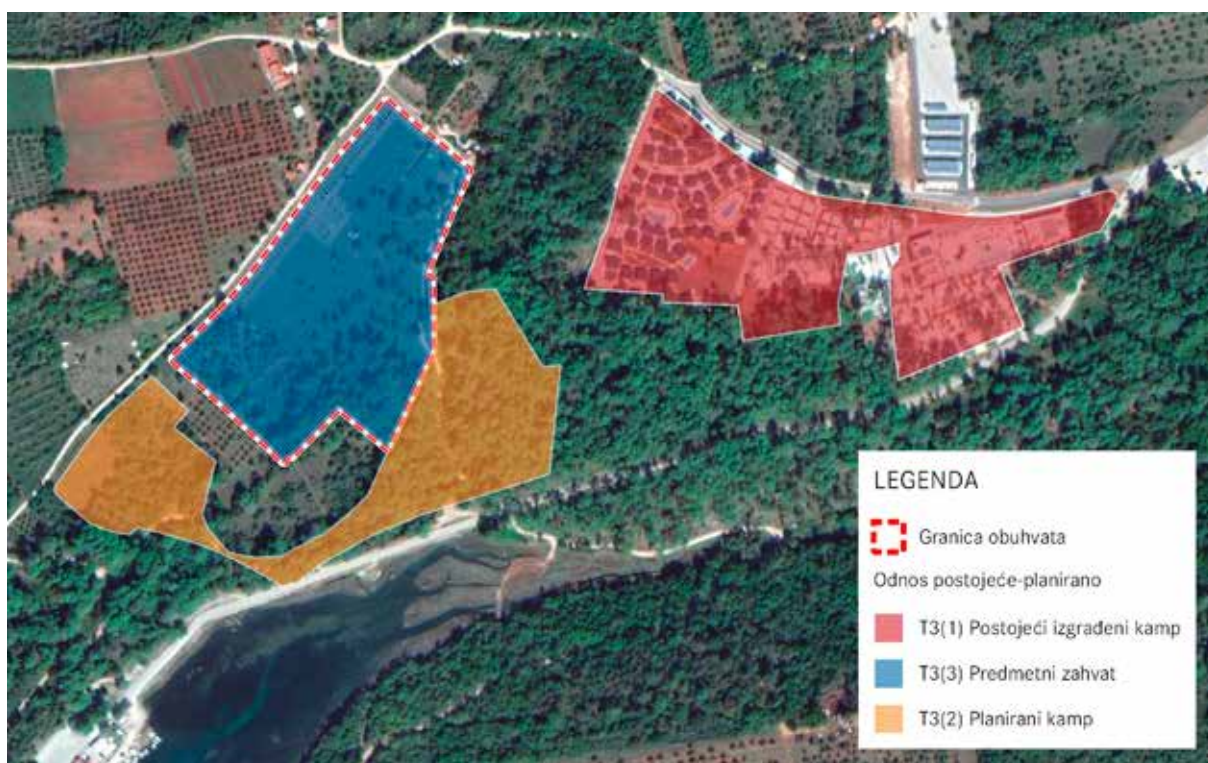 LEGENDA
Granica obuhvata
Odnos postojeće-planirano
T3(1) Postojeći izgrađeni kamp
T3(3) Predmetni zahvat
T3(2) Planirani kamp